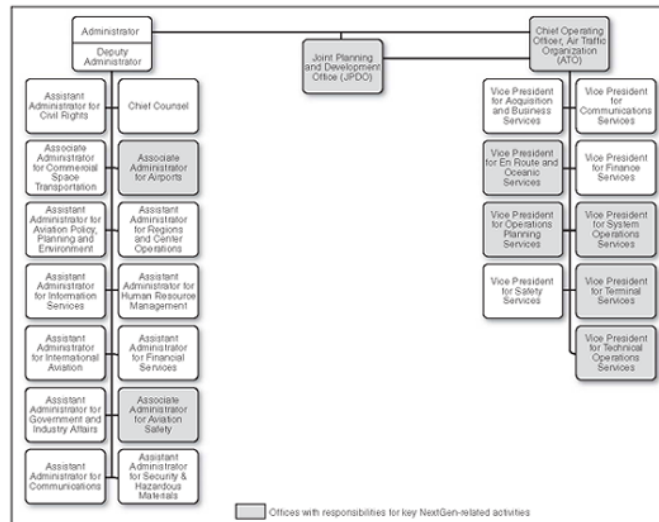 Administrator
Deputy
Administrator
Joint Planning
and Development
Office (JPDO)
Chief Operating
Officer, Air Traffic
Organization
(ATO)
Assistant
Administrator for
Civil Rights
Chief Counsel
Associate
Administrator
for Commercial
Space
Transportation
Associate
Administrator
for Airports
Assistant
Administrator for
Aviation Policy,
Planning and
Environment
Assistant
Administrator
for Regions
and Center
Operations
Assistant
Administrator
for Information
Services
Assistant
Administrator for
Human Resource
Management
Assistant
Administrator
for International
Aviation
Assistant
Administrator
for Financial
Services
Assistant
Administrator for
Government and
Industry Affairs
Associate
Administrator
for Aviation
Safety
Assistant
Administrator for
Communications
Assistant
Administrator
for Security &
Hazardous
Materials
Vice President
for Acquisition
and Business
Services
Vice President
for
Communications
Services
Vice President
for En Route and
Oceanic
Services
Vice President
for Finance
Services
Vice President
for Operations
Planning
Services
Vice President
for System
Operations
Services
Vice President
for Safety
Services
Vice President
for Terminal
Services
Vice President
for Technical
Operations
Services
Offices with responsibilities for key NextGen-related activities